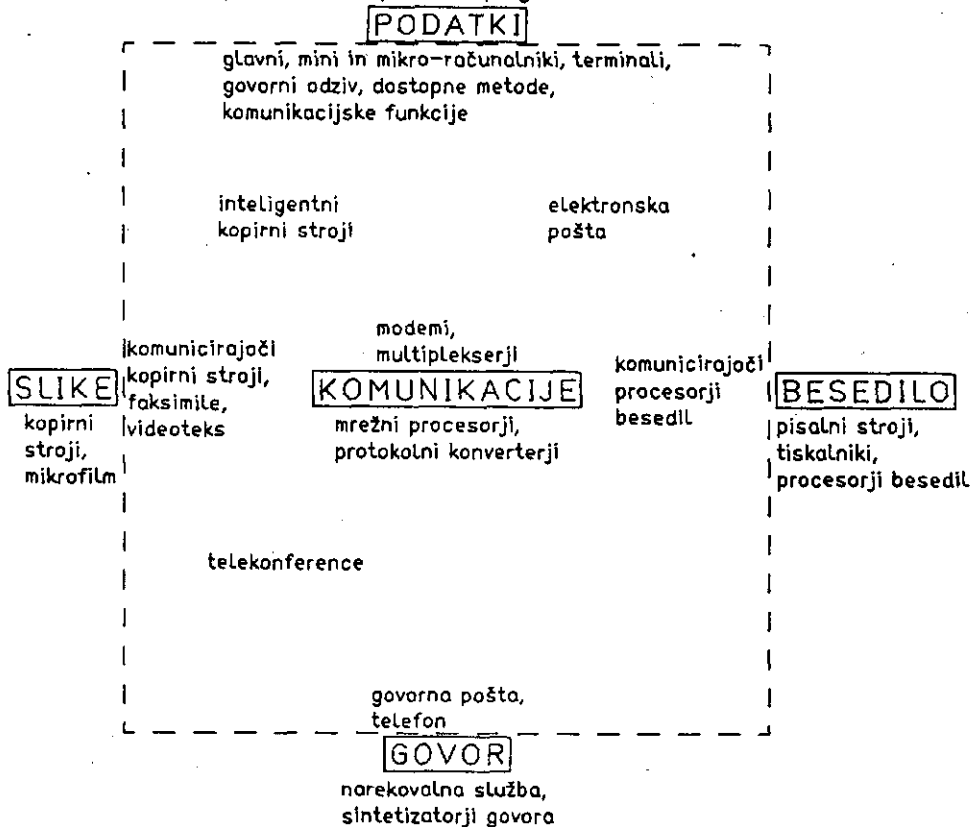 PODATKI
glavni, mini in mikro-računalniki, terminali,
govorni odziv, dostopne metode,
komunikacijske funkcije
inteligentni
kopirni stroji
elektronska
pošta
modemi,
multiplekserji
KOMUNIKACIJE
mrežni procesorji,
protokolni konverterji
komunicirajoči
kopirni stroji,
faksimile,
videoteks
SLIKE
kopirni
stroji,
mikrofilm
komunicirajoči
procesorji
besedil
BESEDILO
pisalni stroji,
tiskalniki,
procesorji besedil
telekonference
govorna pošta,
telefon
GOVOR
narekovalna služba,
sintetizatorji govora